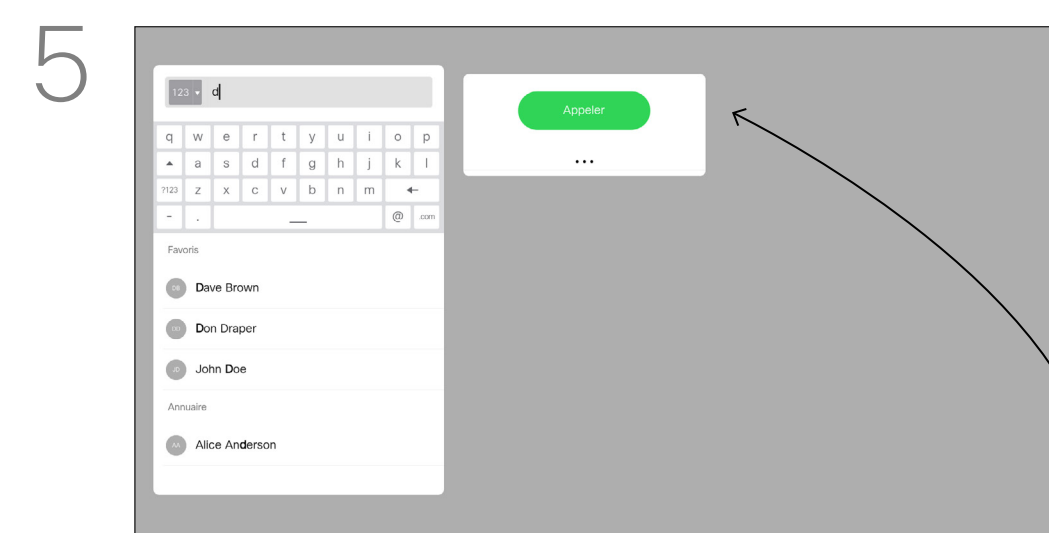 5
123 d
Appeler
q w e r t y u i o p
a s d f g h j k l
...
?123 z x c v b n m
~ . @ .com
Favoris
DB Dave Brown
DD Don Draper
JD John Doe
Annuaire
AA Alice Anderson